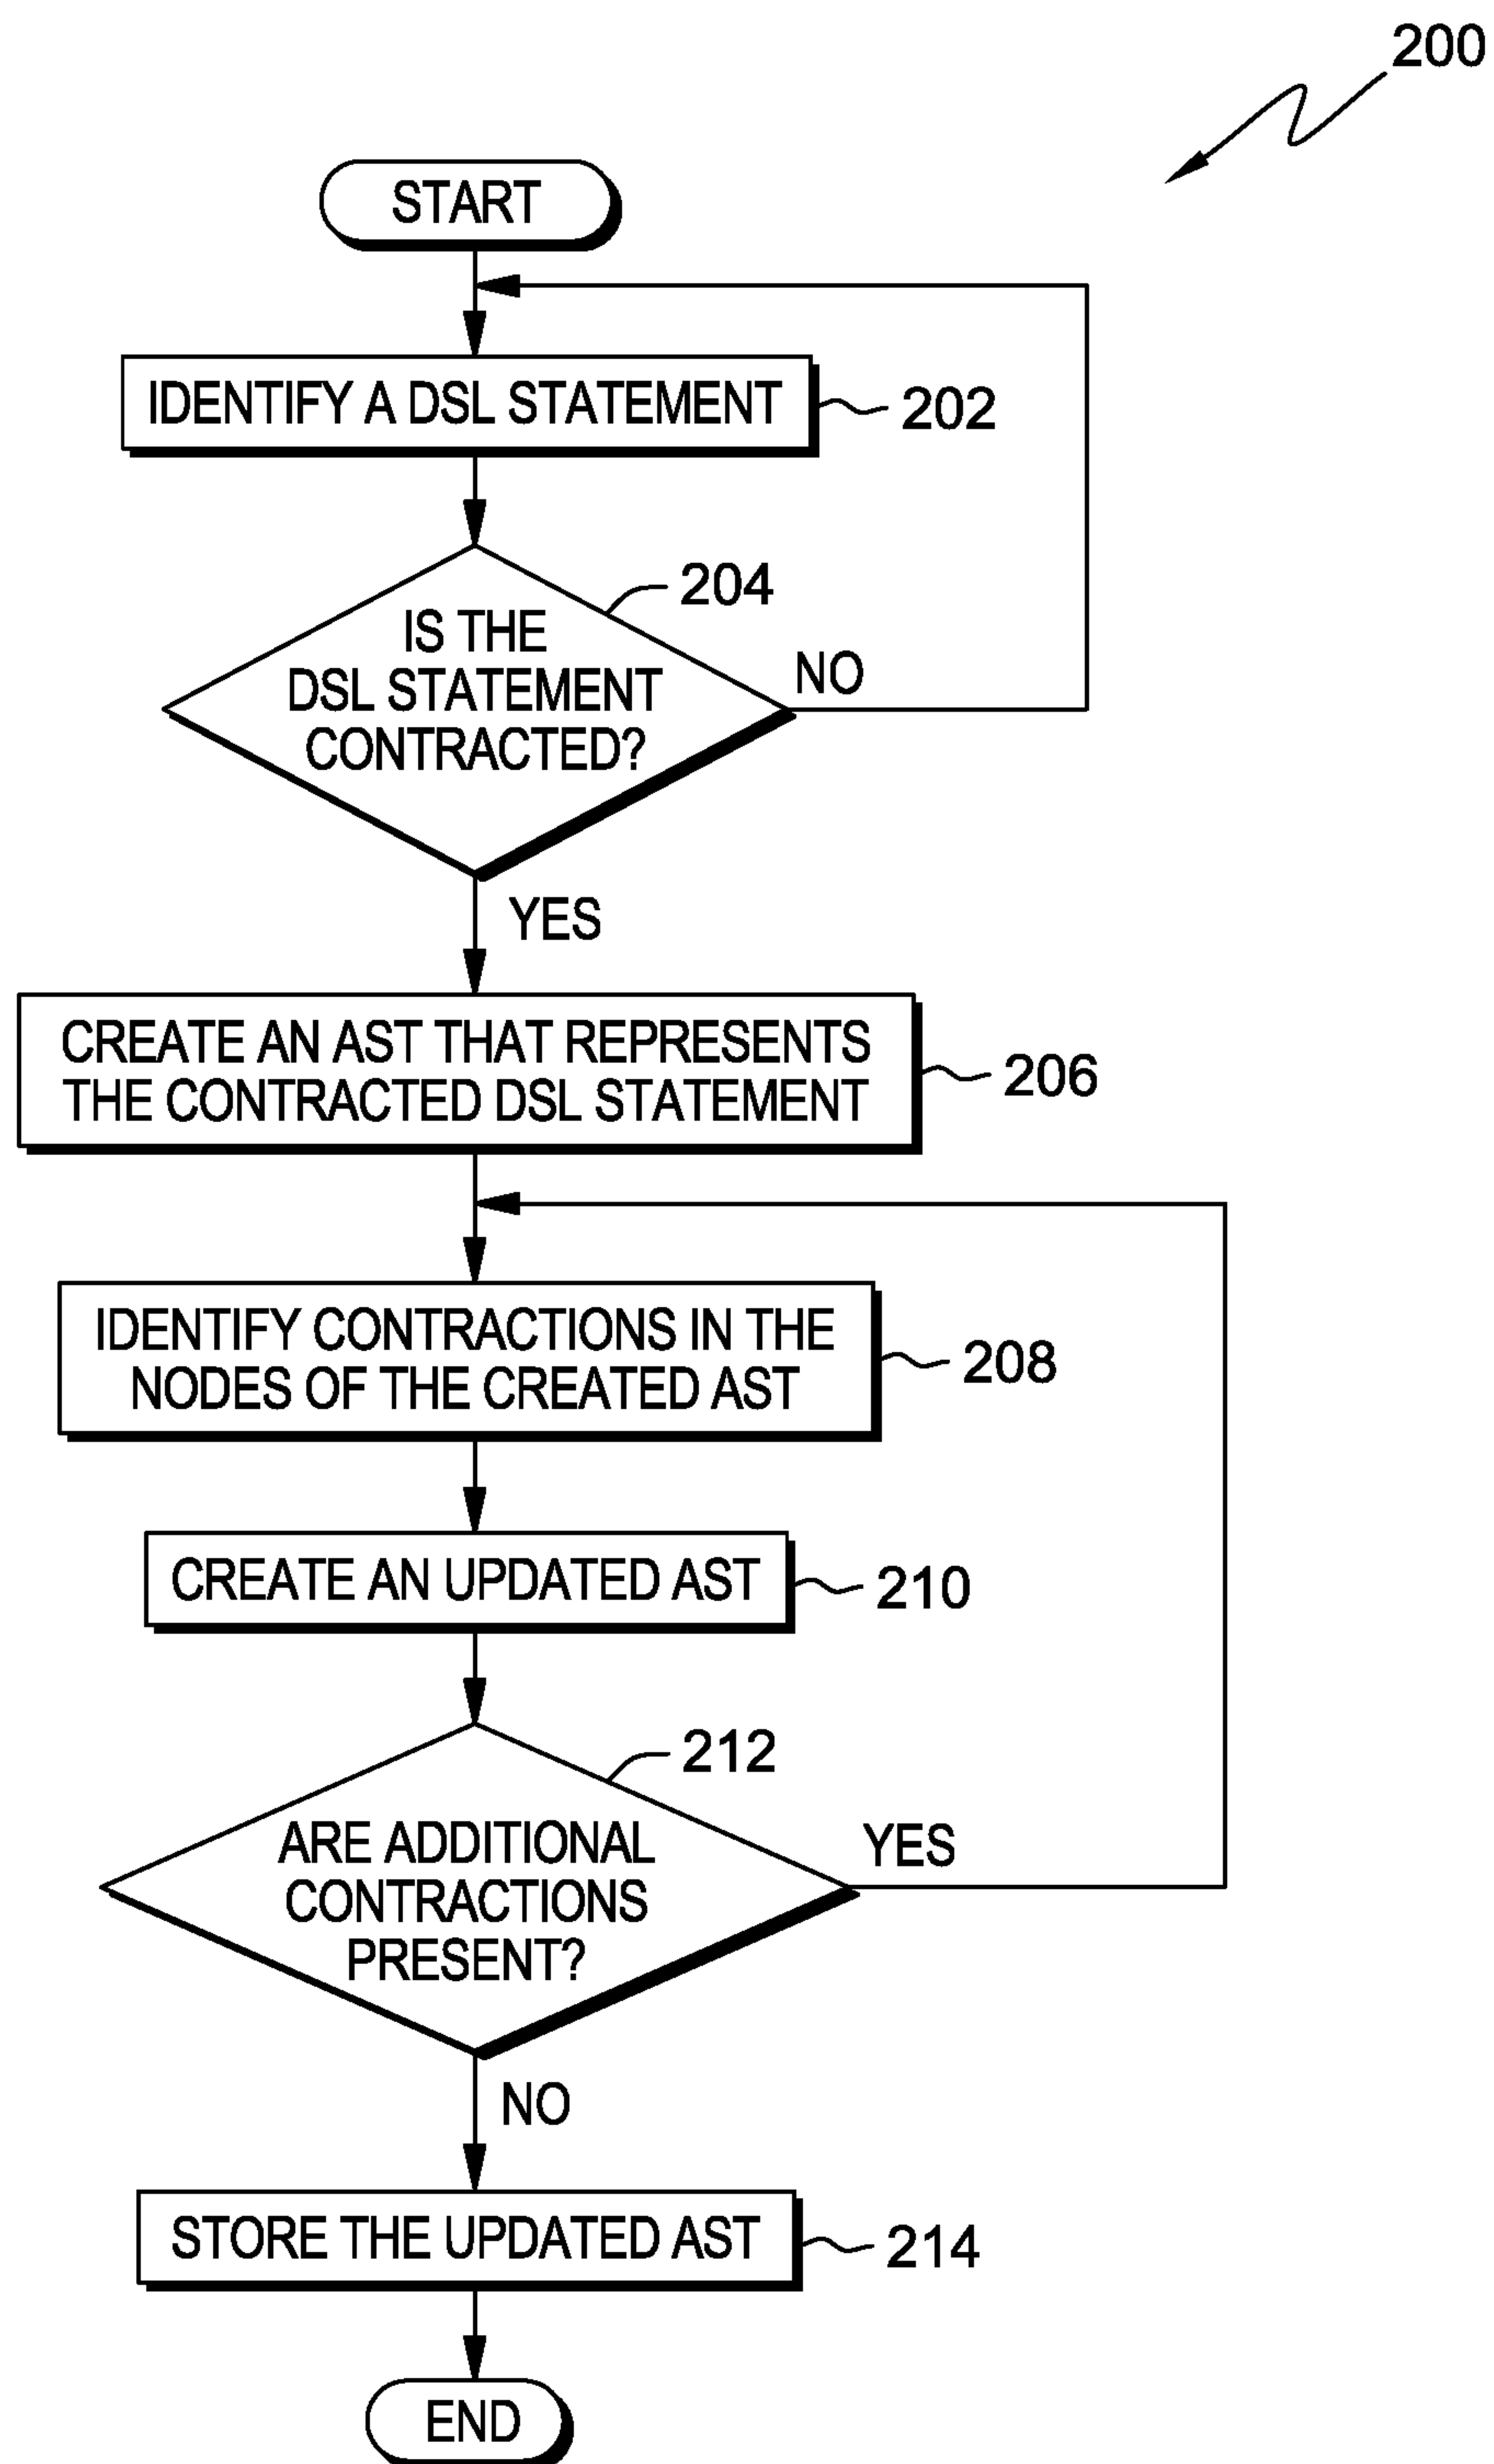 200
START
IDENTIFY A DSL STATEMENT
202
204
IS THE
DSL STATEMENT
CONTRACTED?
NO
YES
CREATE AN AST THAT REPRESENTS
THE CONTRACTED DSL STATEMENT
206
IDENTIFY CONTRACTIONS IN THE
NODES OF THE CREATED AST
208
CREATE AN UPDATED AST
210
212
ARE ADDITIONAL
CONTRACTIONS
PRESENT?
YES
NO
STORE THE UPDATED AST
214
END